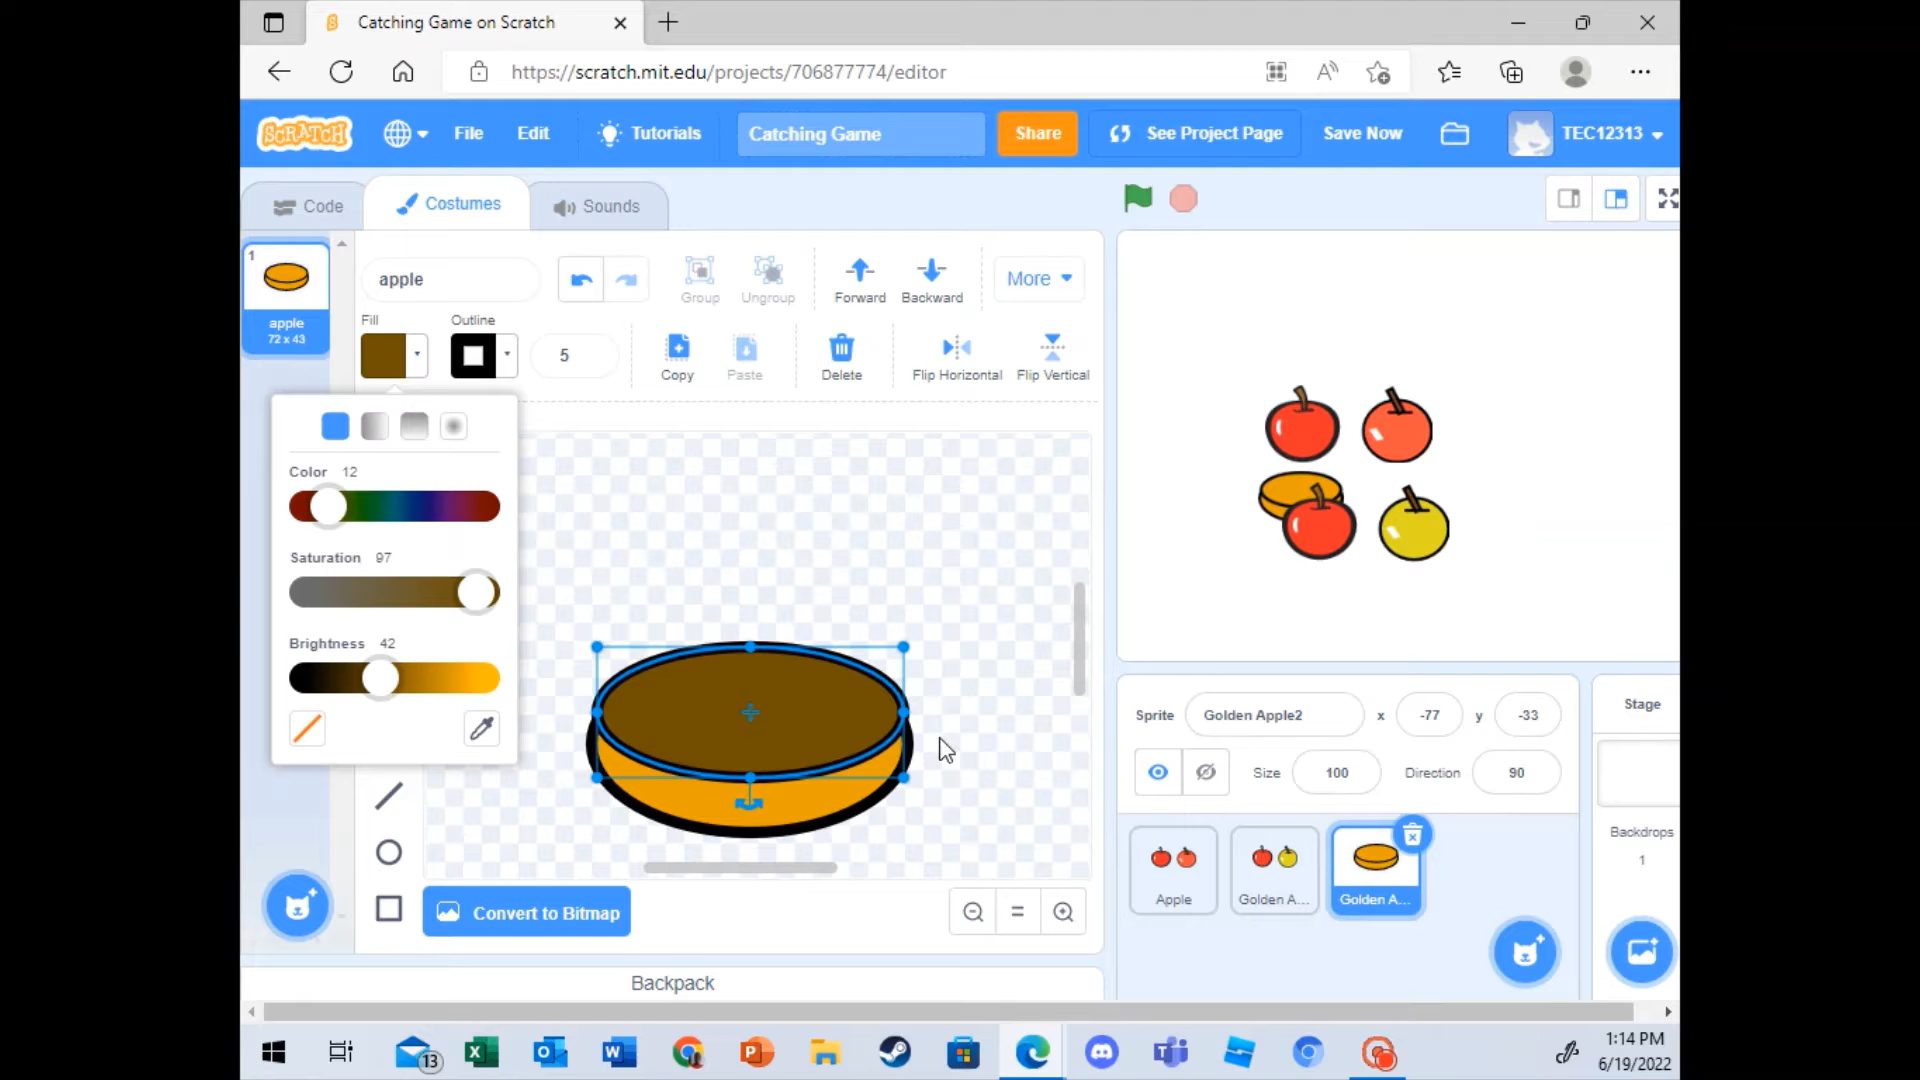 Catching Game on Scratch
https://scratch.mit.edu/projects/706877774/editor
SCRATCH
File
Edit
Tutorials
Catching Game
Share
See Project Page
Save Now
TEC12313
Code
Costumes
Sounds
1
apple
72 x 43
apple
Group
Ungroup
Forward
Backward
More
Fill
Outline
5
Copy
Paste
Delete
Flip Horizontal
Flip Vertical
Color 12
Saturation 97
Brightness 42
Convert to Bitmap
Backpack
Sprite
Golden Apple2
x
-77
y
-33
Size
100
Direction
90
Apple
Golden A...
Golden A...
Stage
Backdrops
1
13
1:14 PM
6/19/2022